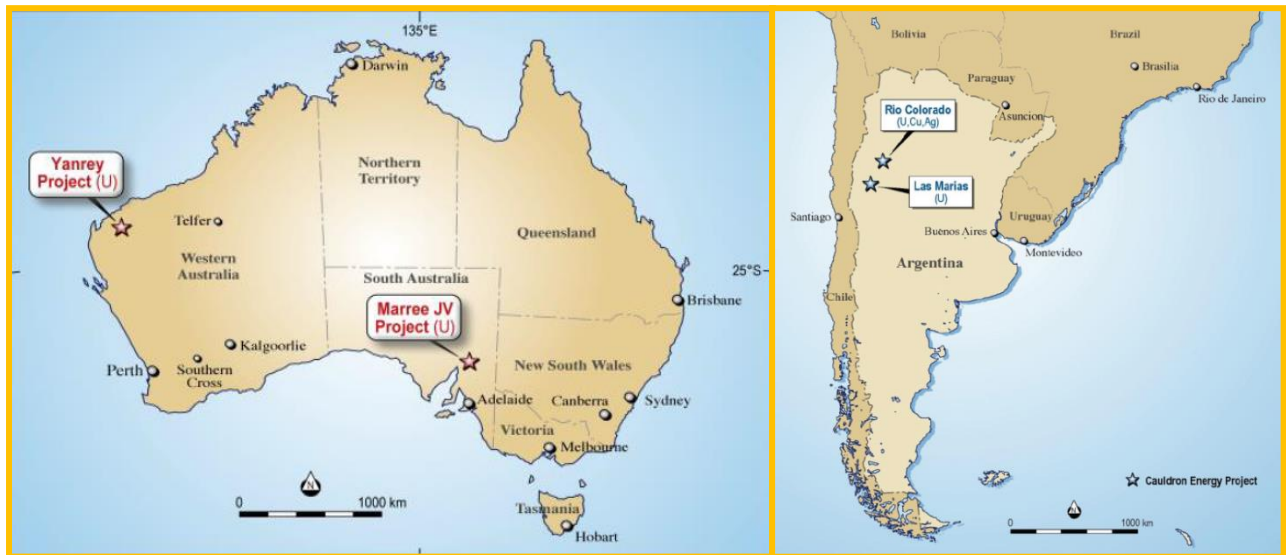 135°E
Darwin
Yanrey
Project (U)
Northern
Territory
Telfer
Queensland
Western
Australia
South Australia
25°S
Marree JV
Project (U)
Brisbane
Kalgoorlie
Perth
Southern
Cross
New South Wales
Adelaide
Canberra
Sydney
Victoria
Melbourne
N
0
1000 km
Tasmania
Hobart
Bolivia
Brazil
Brasilia
Paraguay
Rio de Janeiro
Rio Colorado
(U,Cu,Ag)
Asuncion
Las Marias
(U)
Santiago
Uruguay
Buenos Aires
Montevideo
Argentina
Chile
Cauldron Energy Project
N
0
1000 km